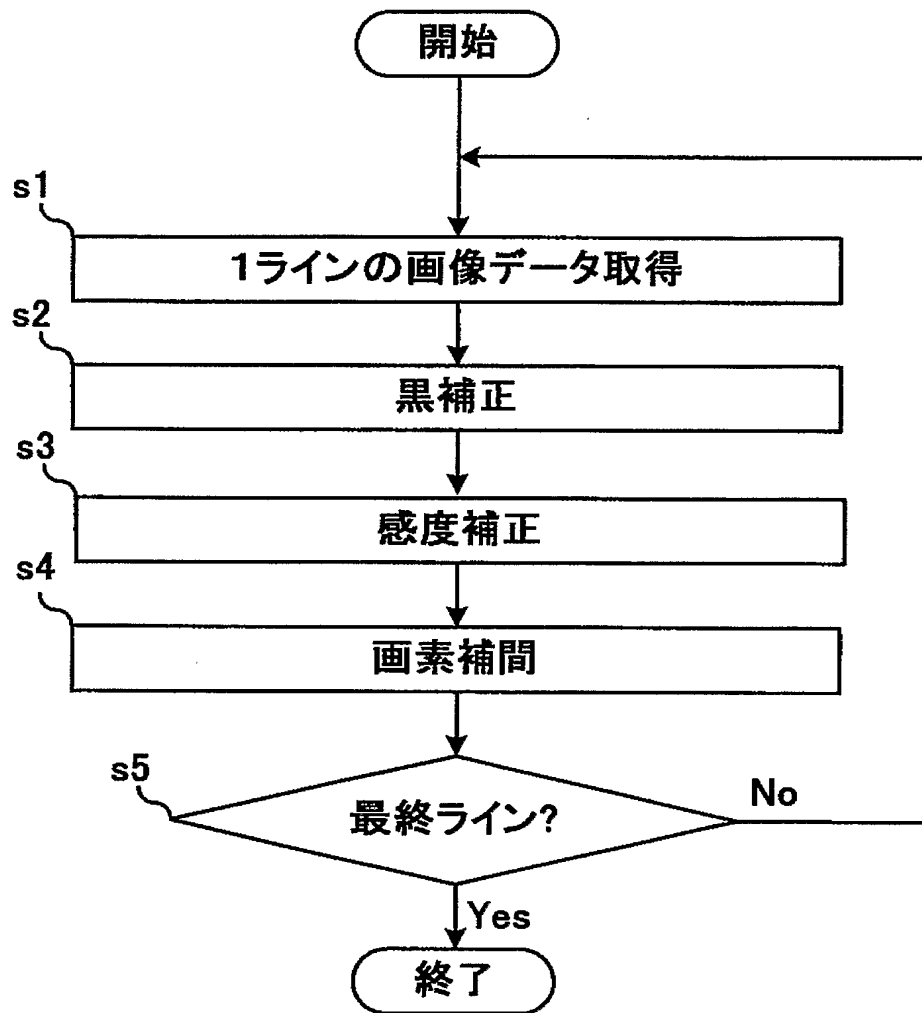 開始
s1
1ラインの画像データ取得
s2
黒補正
s3
感度補正
s4
画素補間
s5
最終ライン?
No
Yes
終了